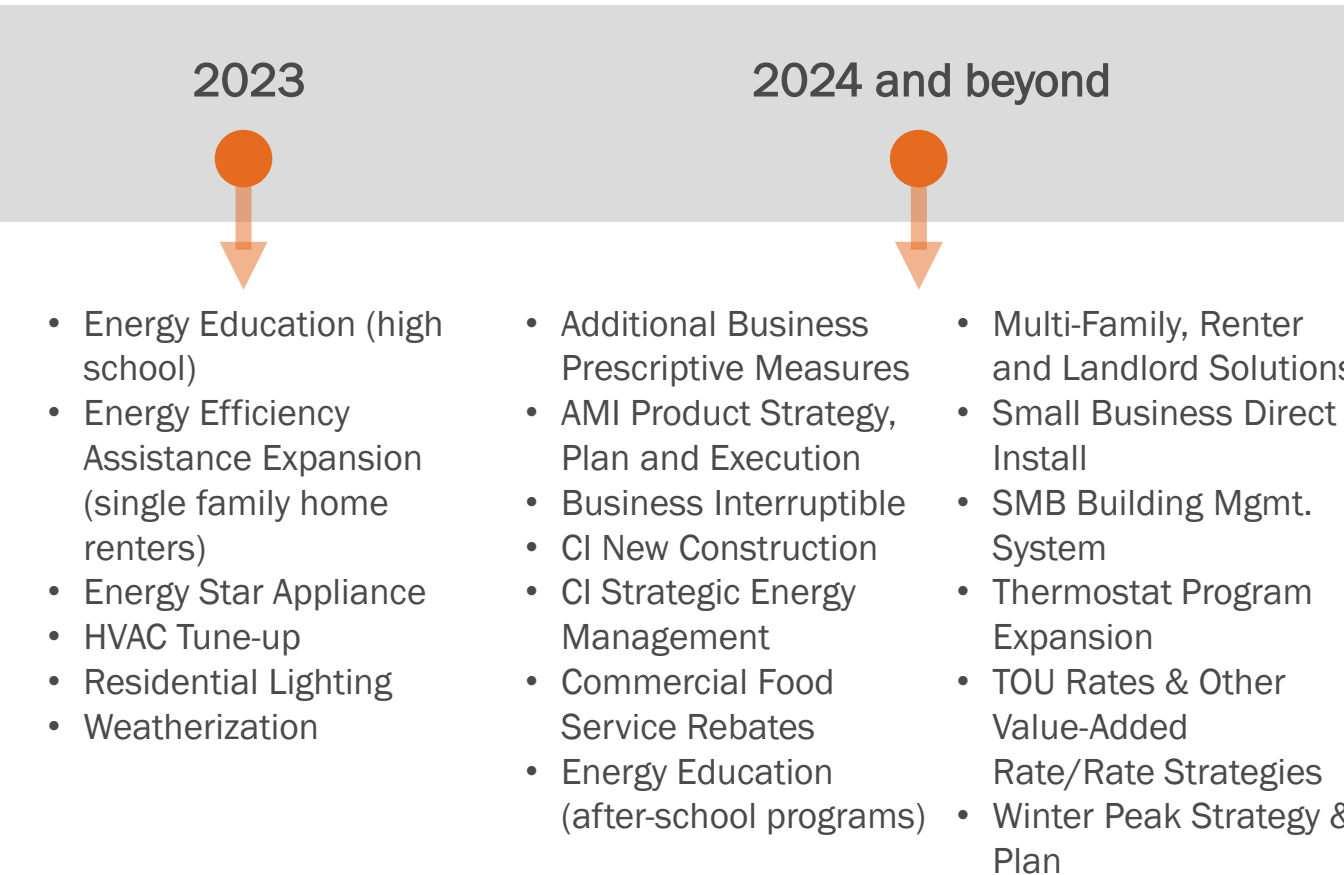 2023
2024 and beyond
• Energy Education (high
school)
• Energy Efficiency
Assistance Expansion
(single family home
renters)
• Energy Star Appliance
• HVAC Tune-up
• Residential Lighting
• Weatherization
• Additional Business
Prescriptive Measures
• AMI Product Strategy,
Plan and Execution
• Business Interruptible
• CI New Construction
• CI Strategic Energy
Management
• Commercial Food
Service Rebates
• Energy Education
(after-school programs)
• Multi-Family, Renter
and Landlord Solutions
• Small Business Direct
Install
• SMB Building Mgmt.
System
• Thermostat Program
Expansion
• TOU Rates & Other
Value-Added
Rate/Rate Strategies
• Winter Peak Strategy &
Plan